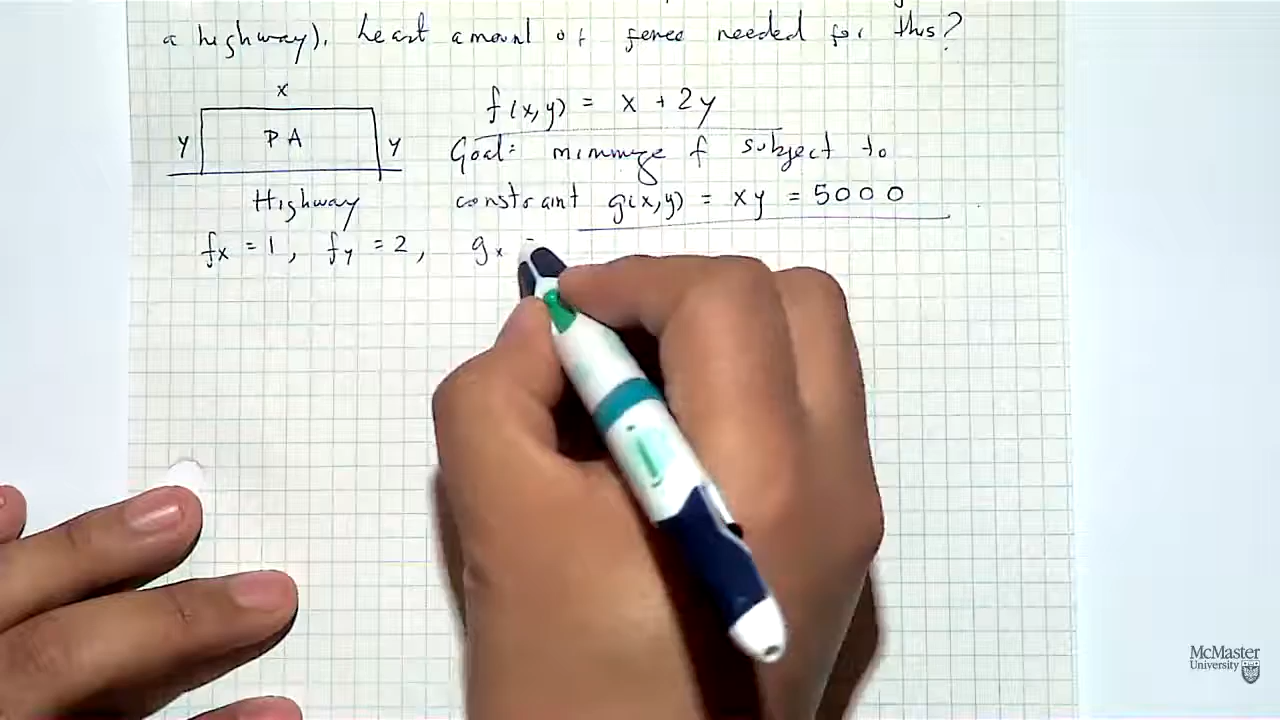 a highway). Least amount of fence needed for this?
x
f(x,y) = x + 2y
y PA y
Goal: minimize f subject to
Highway
constraint g(x,y) = xy = 5000
fx = 1, fy = 2, gx =
McMaster
University